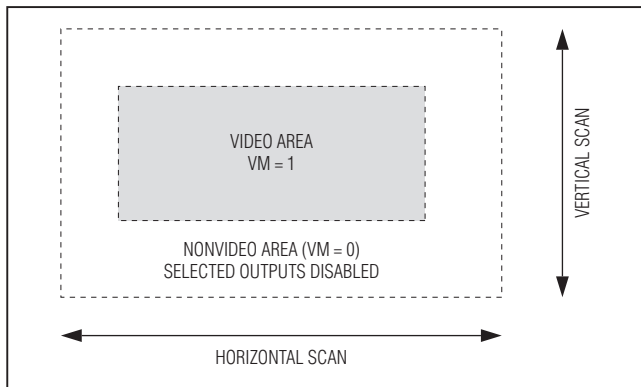 VIDEO AREA
VM = 1
NONVIDEO AREA (VM = 0)
SELECTED OUTPUTS DISABLED
HORIZONTAL SCAN
VERTICAL SCAN